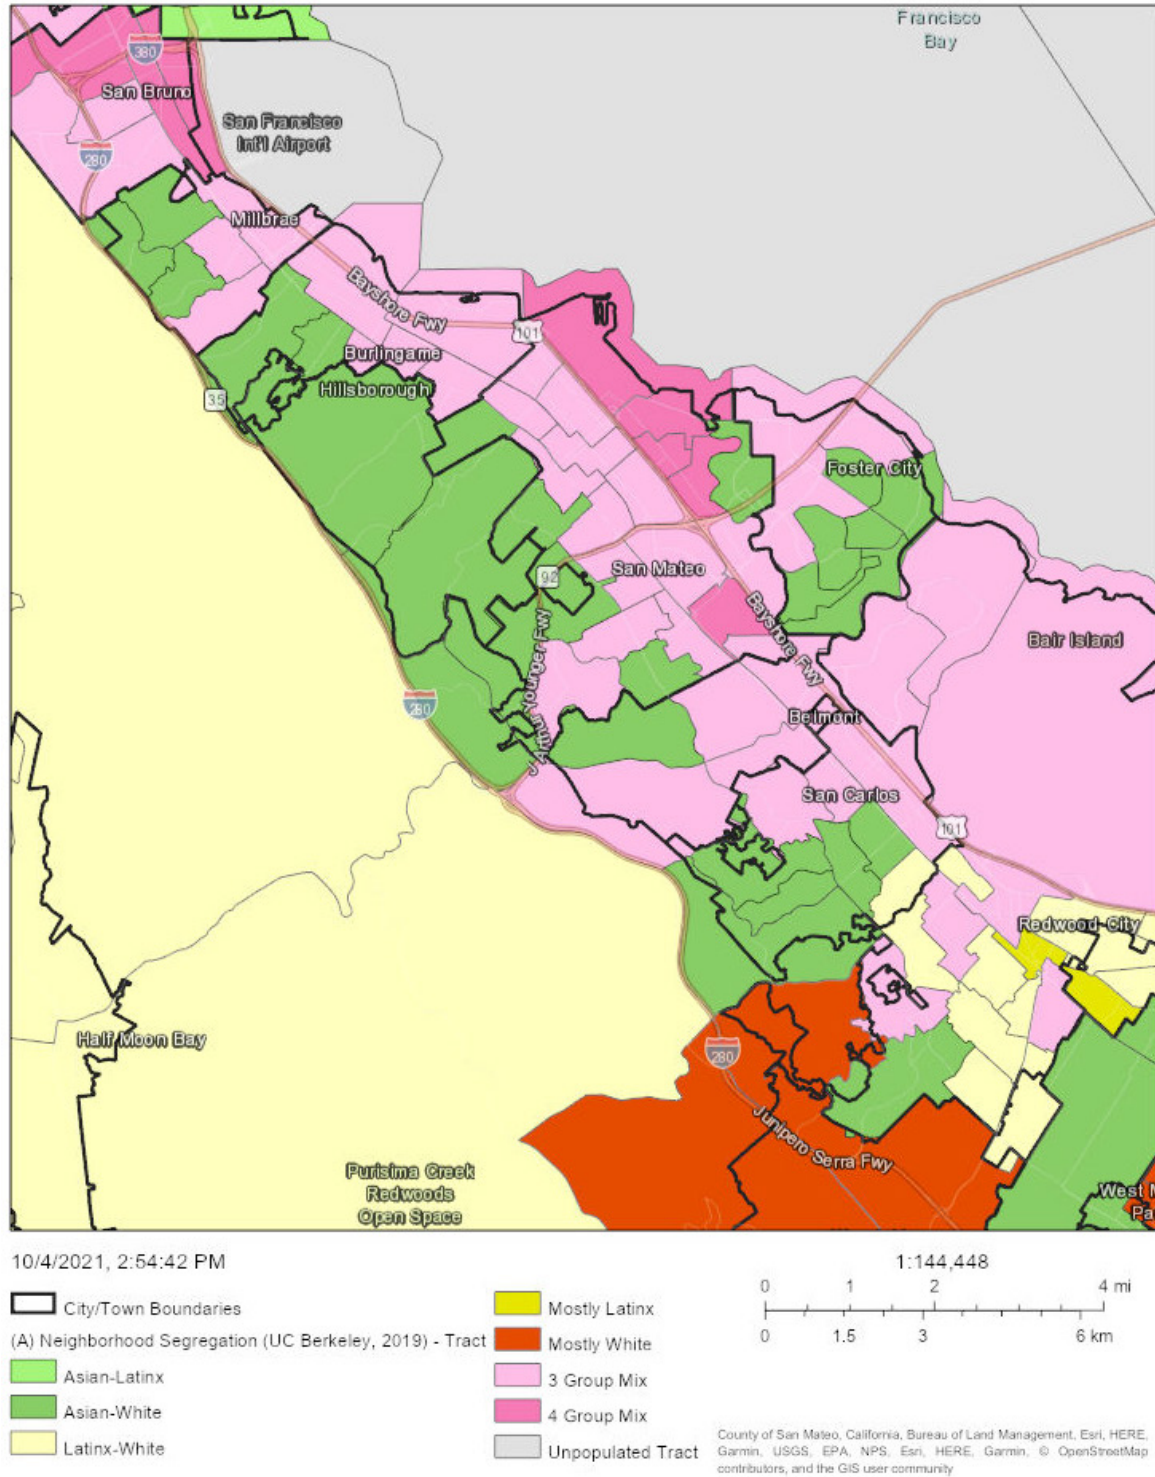 Francisco
Bay
380
San Bruno
San Francisco
Int'l Airport
280
Millbrae
Bayshore Fwy
101
Burlingame
Hillsborough
35
Foster City
92
San Mateo
Bayshore Fwy
Bair Island
J Arthur Younger Fwy
280
Belmont
San Carlos
101
Redwood City
Half Moon Bay
280
Junipero Serra Fwy
Purisima Creek
Redwoods
Open Space
West M
Pa
10/4/2021, 2:54:42 PM
1:144,448
0 1 2 4 mi
0 1.5 3 6 km
City/Town Boundaries
(A) Neighborhood Segregation (UC Berkeley, 2019) - Tract
Asian-Latinx
Asian-White
Latinx-White
Mostly Latinx
Mostly White
3 Group Mix
4 Group Mix
Unpopulated Tract
County of San Mateo, California, Bureau of Land Management, Esri, HERE,
Garmin, USGS, EPA, NPS, Esri, HERE, Garmin, © OpenStreetMap
contributors, and the GIS user community